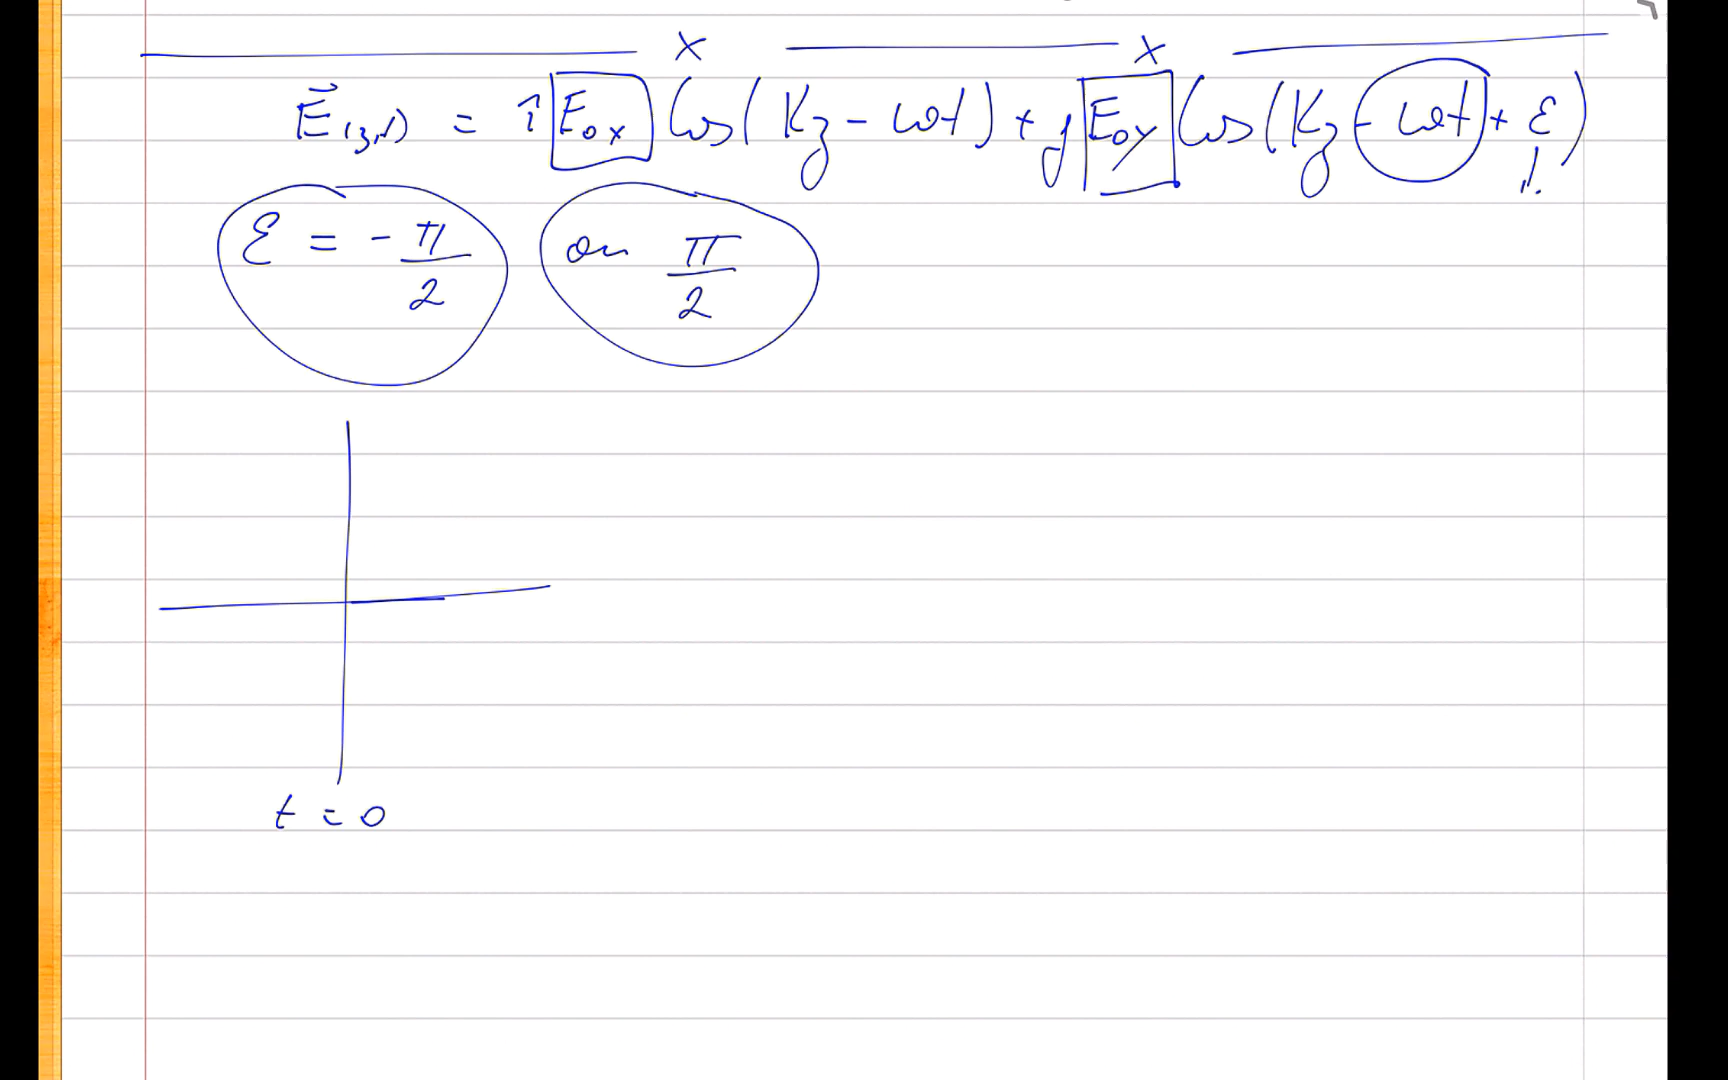 x x
E⃗(z,t) = î E₀ₓ Cos(Kz - ωt) + ĵ E₀y Cos(Kz - ωt + ε)
ε = - π/2 ou π/2
t = 0